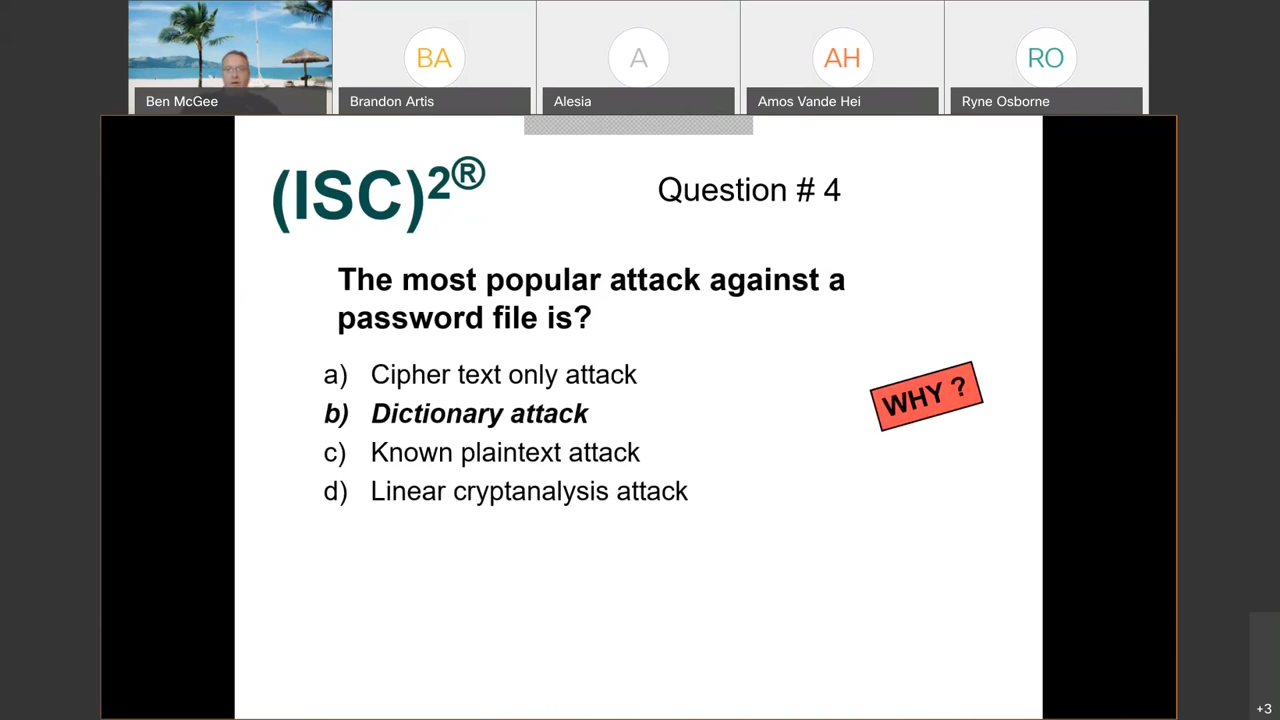 BA
A
AH
RO
Ben McGee
Brandon Artis
Alesia
Amos Vande Hei
Ryne Osborne
(ISC)2®
Question # 4
The most popular attack against a
password file is?
a) Cipher text only attack
b) Dictionary attack
c) Known plaintext attack
d) Linear cryptanalysis attack
WHY ?
+3